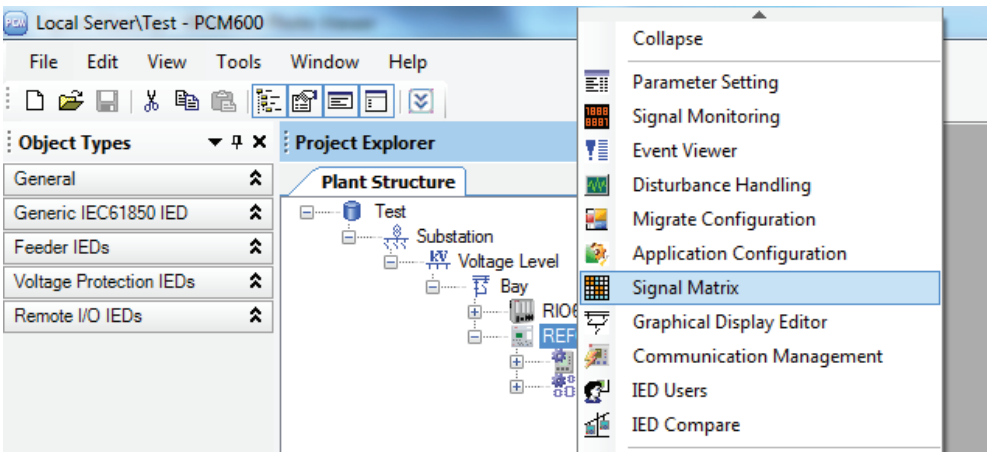 Local Server\Test - PCM600
File Edit View Tools Window Help
Object Types
General
Generic IEC61850 IED
Feeder IEDs
Voltage Protection IEDs
Remote I/O IEDs
Project Explorer
Plant Structure
Test
Substation
Voltage Level
Bay
Collapse
Parameter Setting
Signal Monitoring
Event Viewer
Disturbance Handling
Migrate Configuration
Application Configuration
Signal Matrix
Graphical Display Editor
Communication Management
IED Users
IED Compare